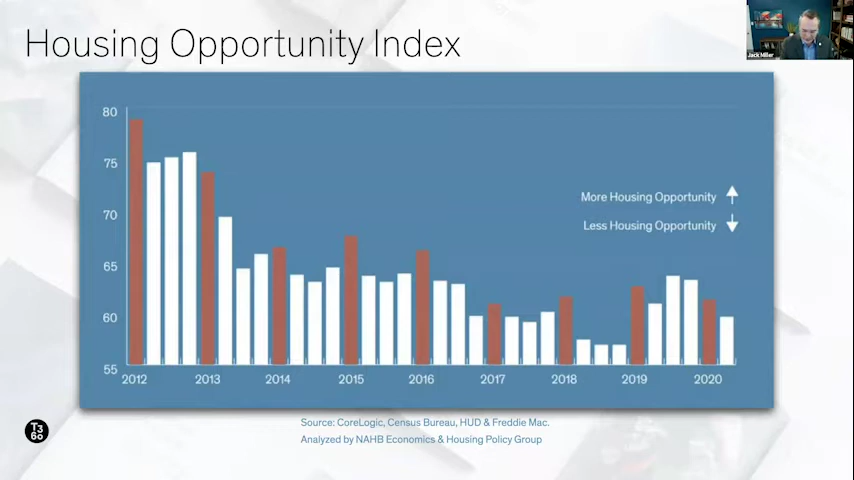 Housing Opportunity Index
Jack Miller
80
75
70
65
60
55
More Housing Opportunity
Less Housing Opportunity
2012 2013 2014 2015 2016 2017 2018 2019 2020
Source: CoreLogic, Census Bureau, HUD & Freddie Mac.
Analyzed by NAHB Economics & Housing Policy Group
T3
60